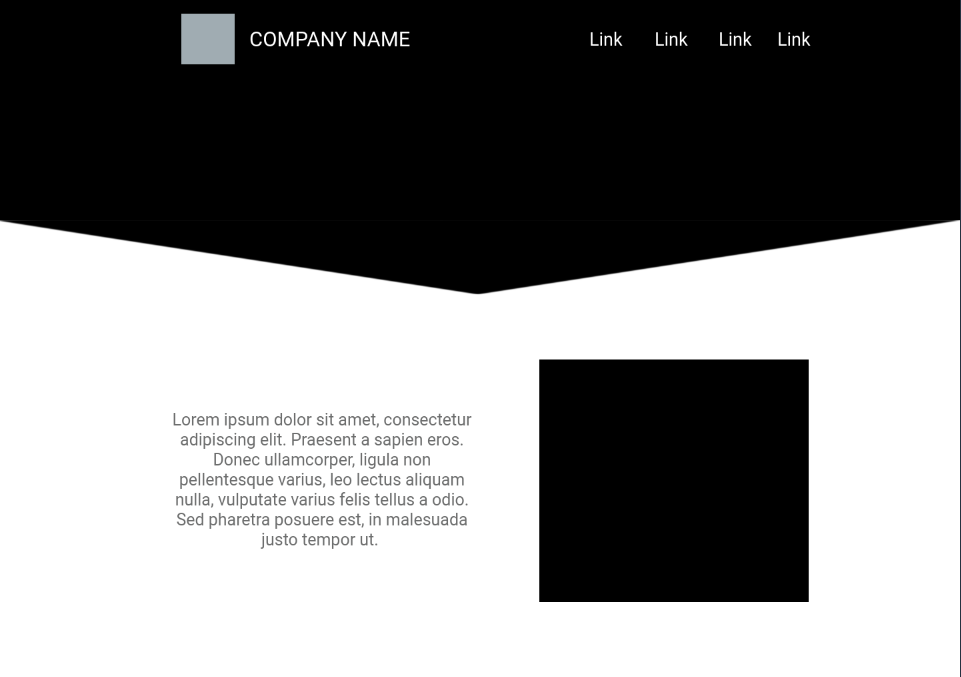 COMPANY NAME
Link Link Link Link
Lorem ipsum dolor sit amet, consectetur
adipiscing elit. Praesent a sapien eros.
Donec ullamcorper, ligula non
pellentesque varius, leo lectus aliquam
nulla, vulputate varius felis tellus a odio.
Sed pharetra posuere est, in malesuada
justo tempor ut.